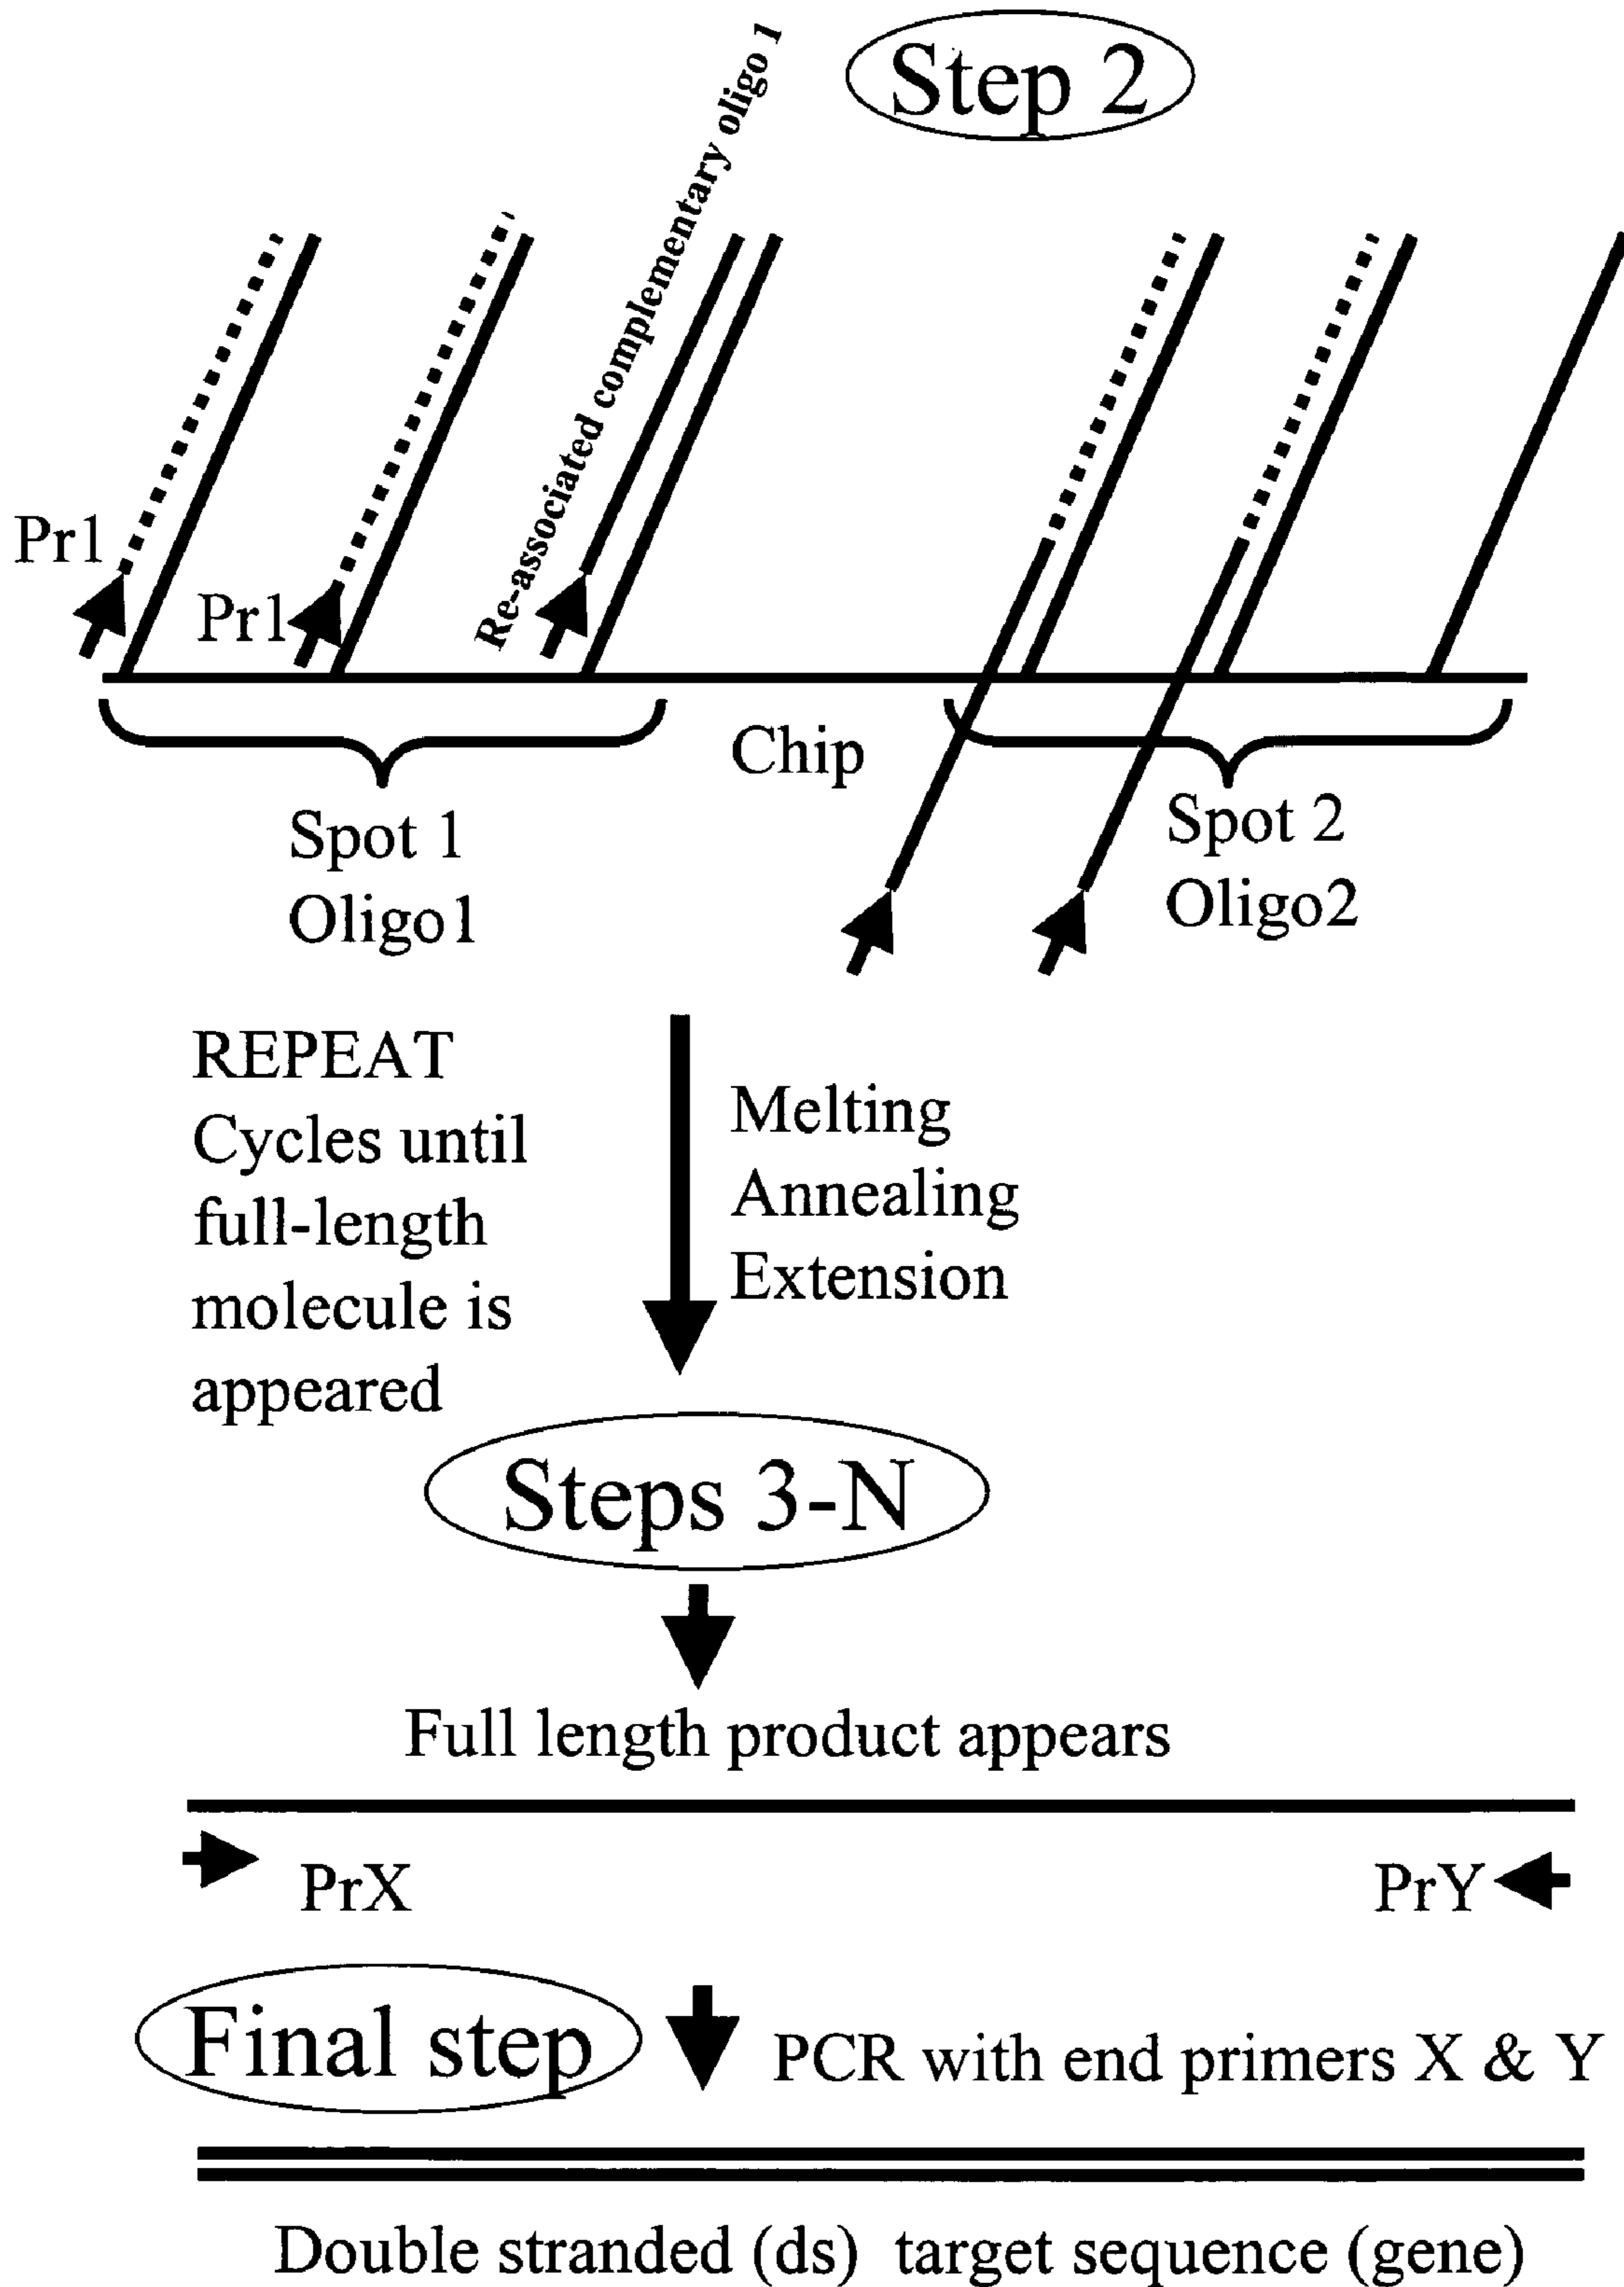 Step 2
Re-associated complementary oligo 1
Pr1
Pr1
Chip
Spot 1
Oligo1
Spot 2
Oligo2
REPEAT
Cycles until
full-length
molecule is
appeared
Melting
Annealing
Extension
Steps 3-N
Full length product appears
PrX
PrY
Final step
PCR with end primers X & Y
Double stranded (ds) target sequence (gene)